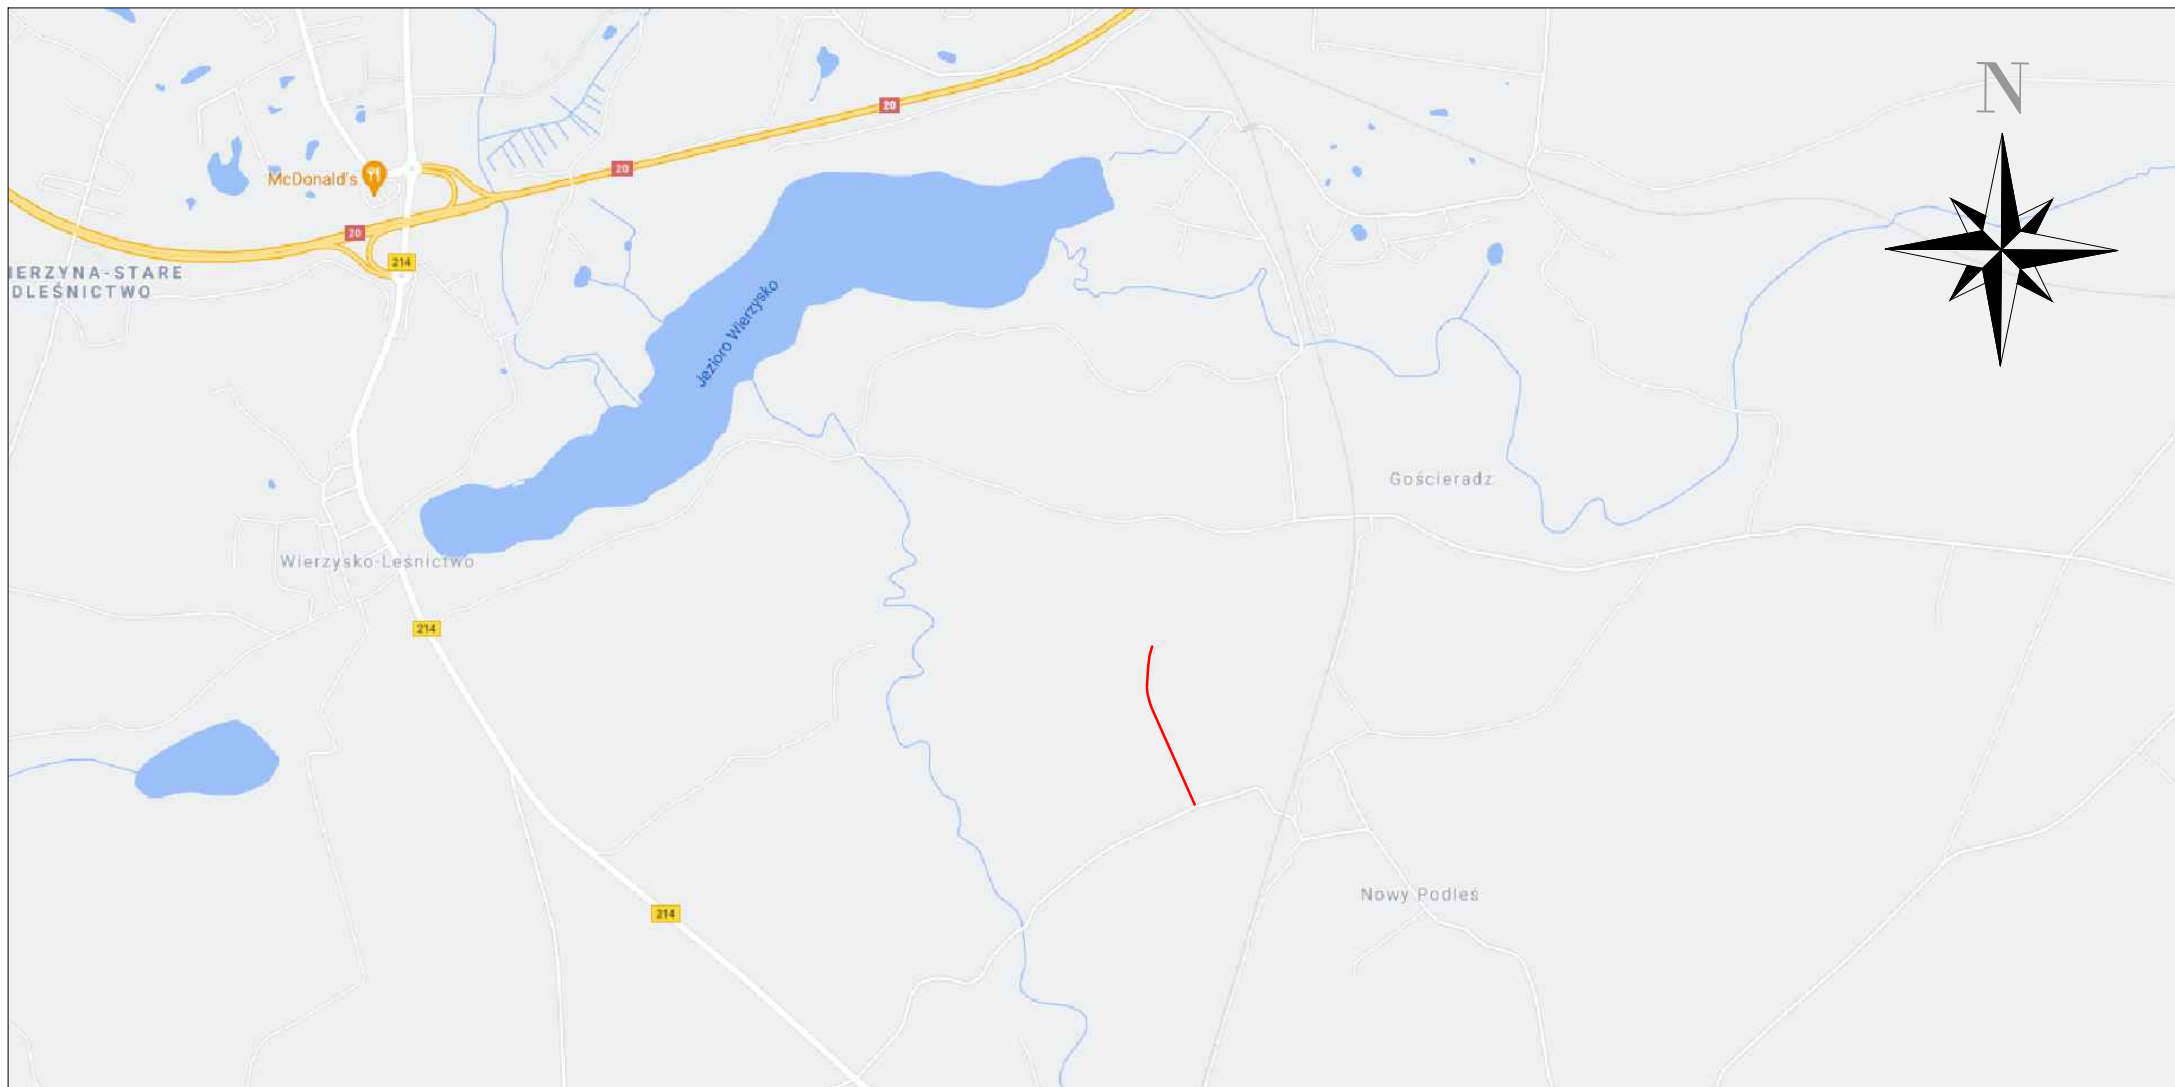 N
20
20
McDonald's
20
214
IERZYNA-STARE
DLEŚNICTWO
Jezioro Wierzysko
Gościeradz
Wierzysko-Leśnictwo
214
Nowy Podleś
214